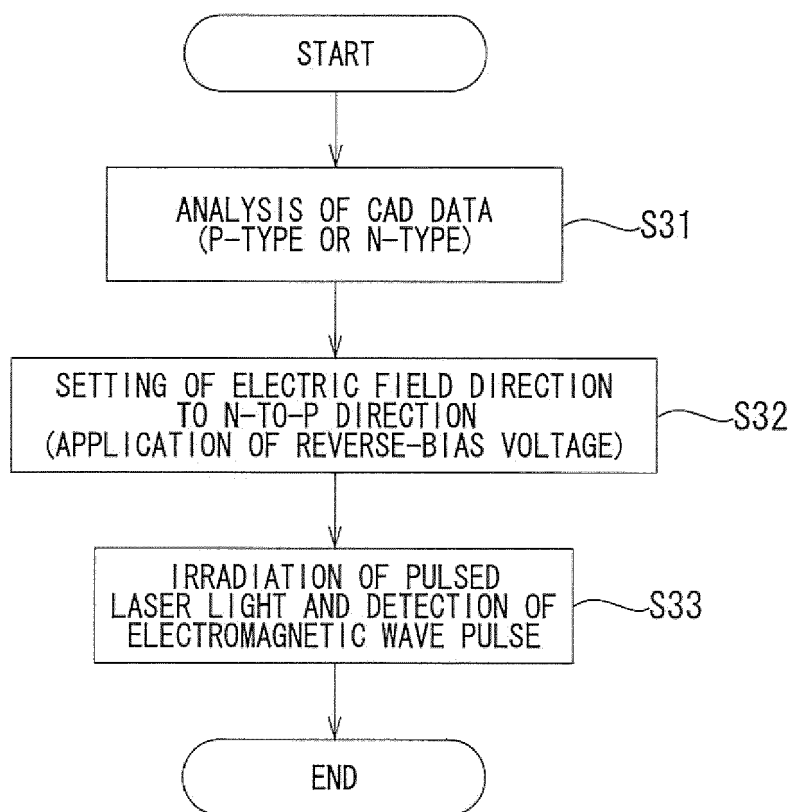 START
ANALYSIS OF CAD DATA
(P-TYPE OR N-TYPE)
S31
SETTING OF ELECTRIC FIELD DIRECTION
TO N-TO-P DIRECTION
(APPLICATION OF REVERSE-BIAS VOLTAGE)
S32
IRRADIATION OF PULSED
LASER LIGHT AND DETECTION OF
ELECTROMAGNETIC WAVE PULSE
S33
END